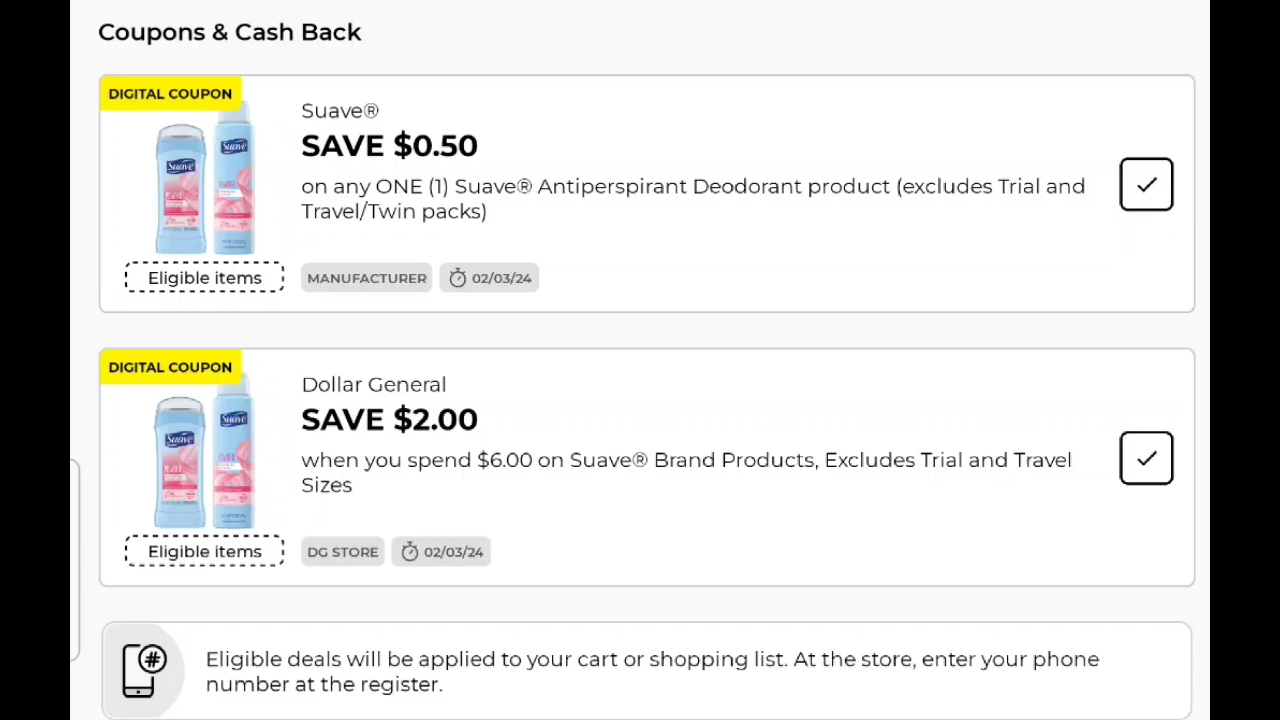 Coupons & Cash Back
DIGITAL COUPON
Suave®
SAVE $0.50
on any ONE (1) Suave® Antiperspirant Deodorant product (excludes Trial and
Travel/Twin packs)
Suave
Suave
Eligible items
MANUFACTURER
02/03/24
DIGITAL COUPON
Dollar General
SAVE $2.00
when you spend $6.00 on Suave® Brand Products, Excludes Trial and Travel
Sizes
Suave
Suave
Eligible items
DG STORE
02/03/24
#
Eligible deals will be applied to your cart or shopping list. At the store, enter your phone
number at the register.